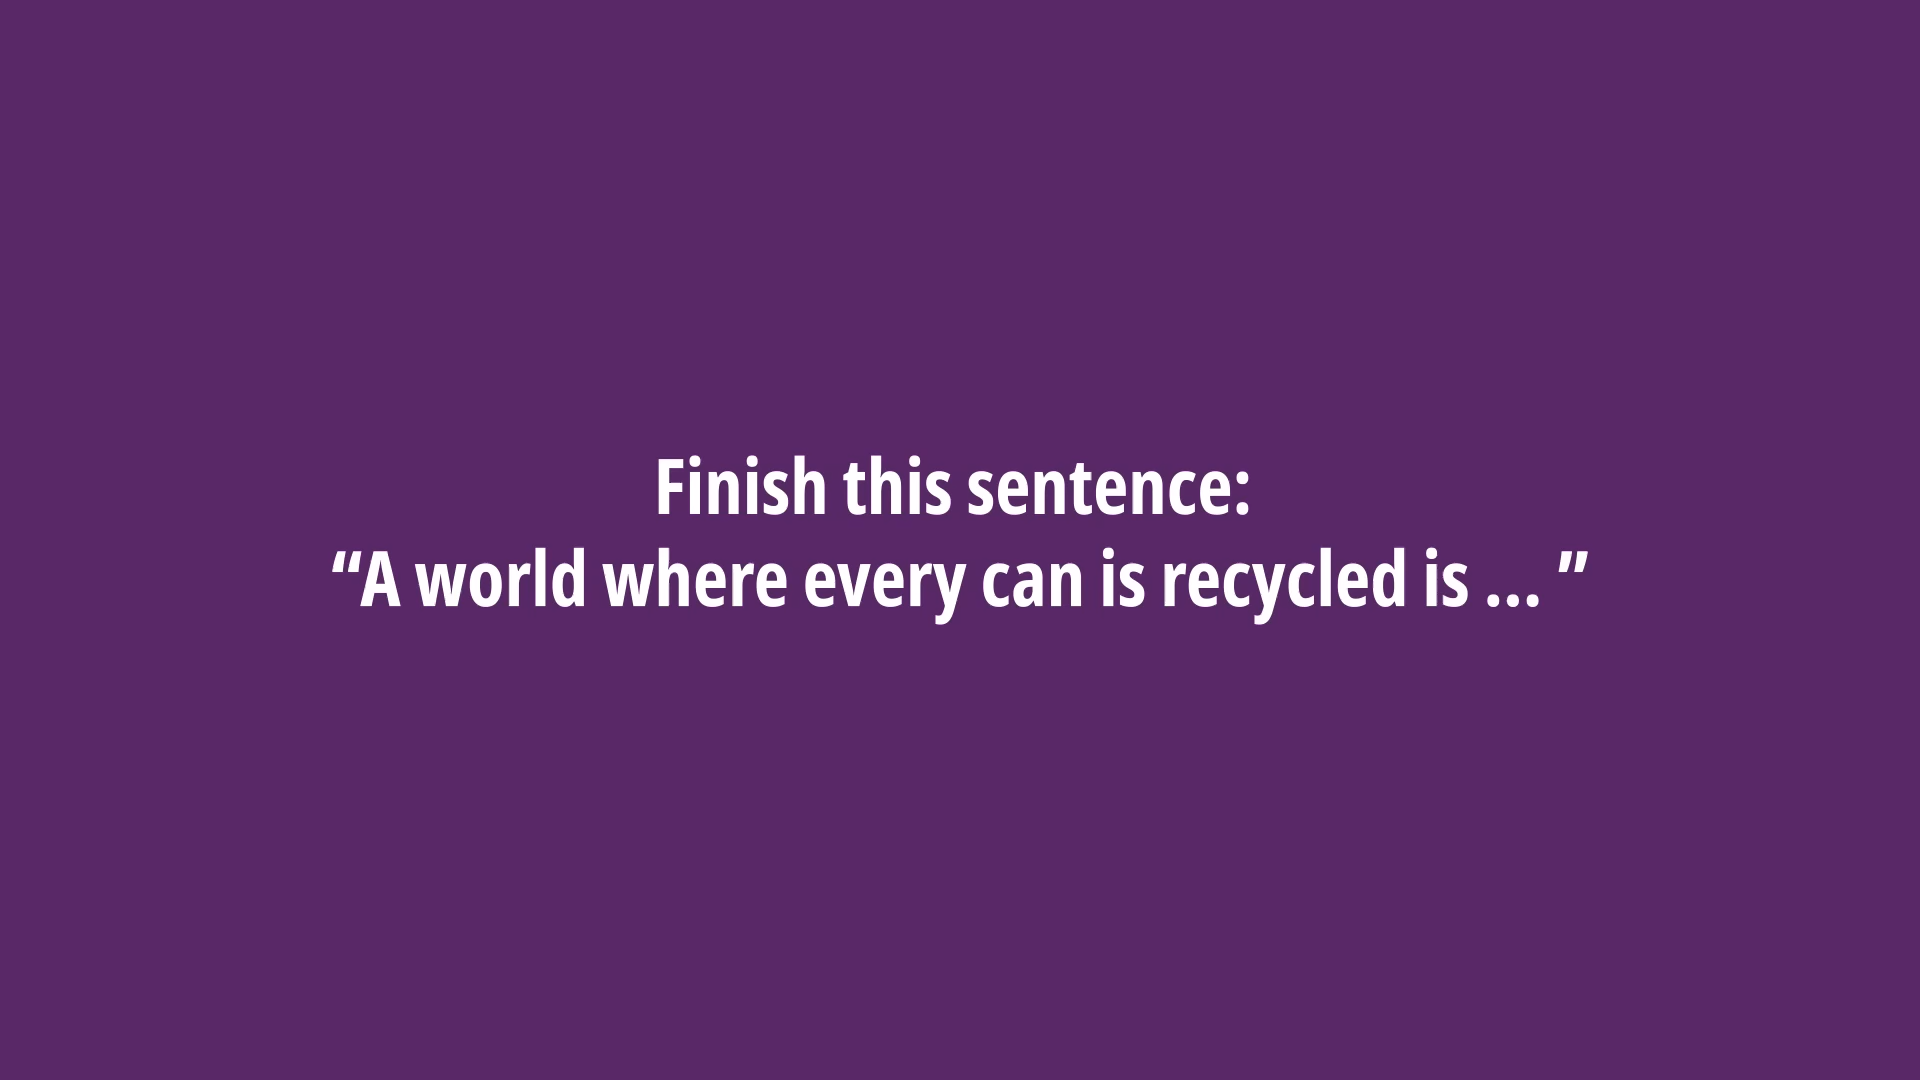 Finish this sentence:
“A world where every can is recycled is ... ”